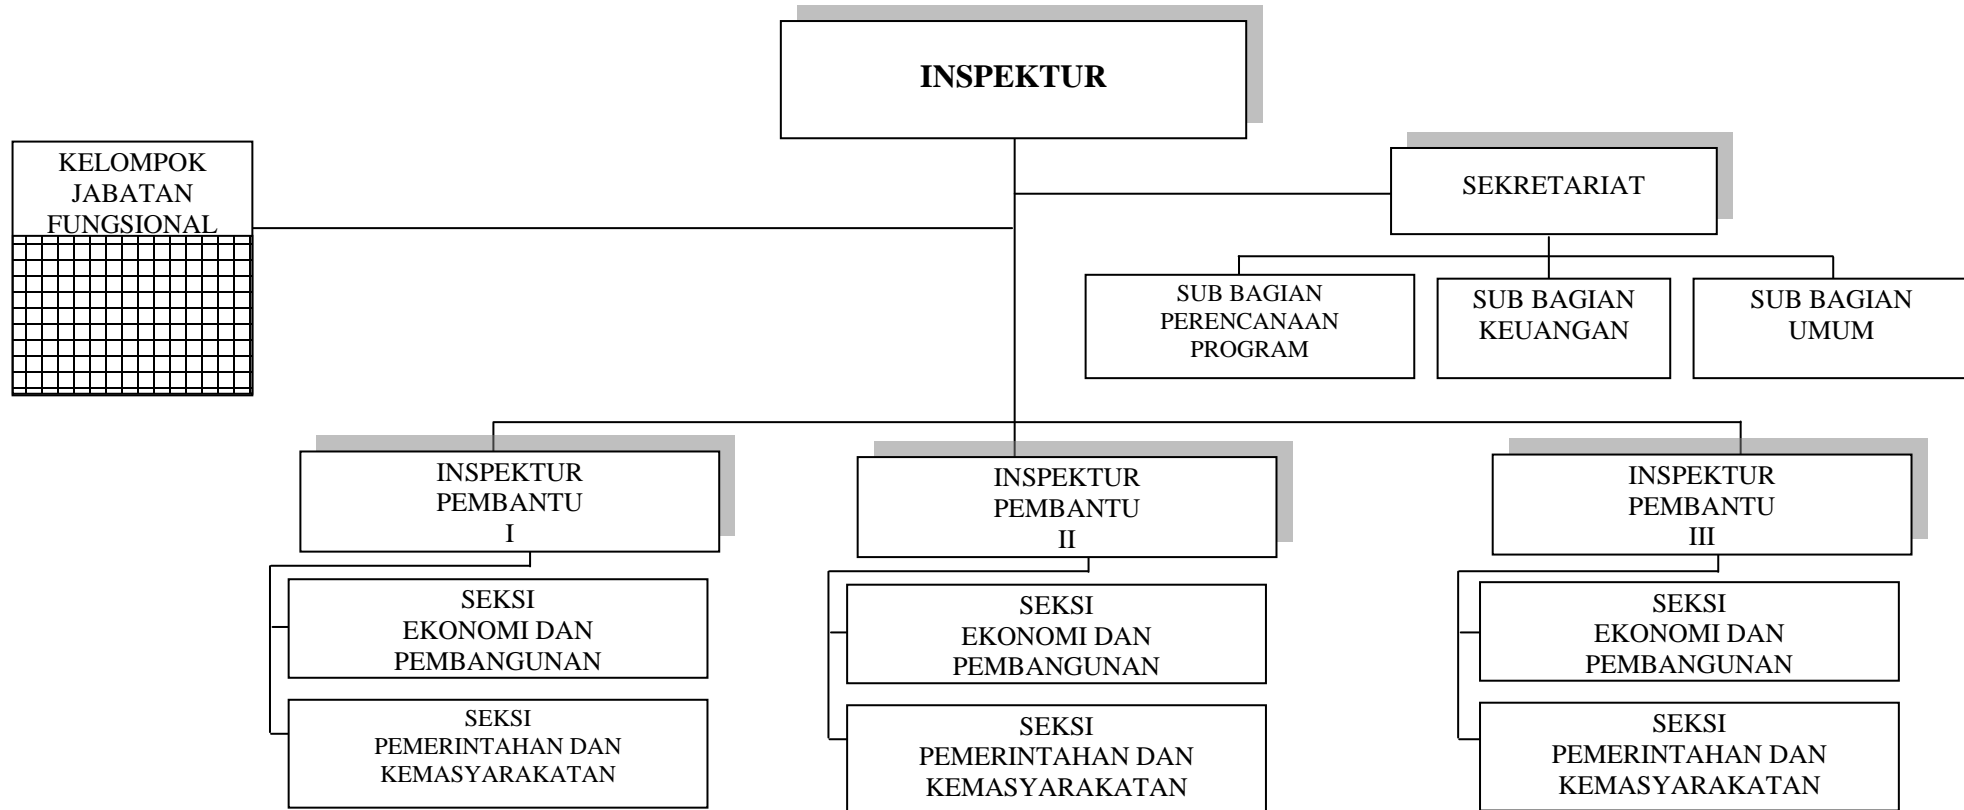 INSPEKTUR
KELOMPOK
JABATAN
FUNGSIONAL
SEKRETARIAT
SUB BAGIAN
PERENCANAAN
PROGRAM
SUB BAGIAN
KEUANGAN
SUB BAGIAN
UMUM
INSPEKTUR
PEMBANTU
I
INSPEKTUR
PEMBANTU
II
INSPEKTUR
PEMBANTU
III
SEKSI
EKONOMI DAN
PEMBANGUNAN
SEKSI
EKONOMI DAN
PEMBANGUNAN
SEKSI
EKONOMI DAN
PEMBANGUNAN
SEKSI
PEMERINTAHAN DAN
KEMASYARAKATAN
SEKSI
PEMERINTAHAN DAN
KEMASYARAKATAN
SEKSI
PEMERINTAHAN DAN
KEMASYARAKATAN